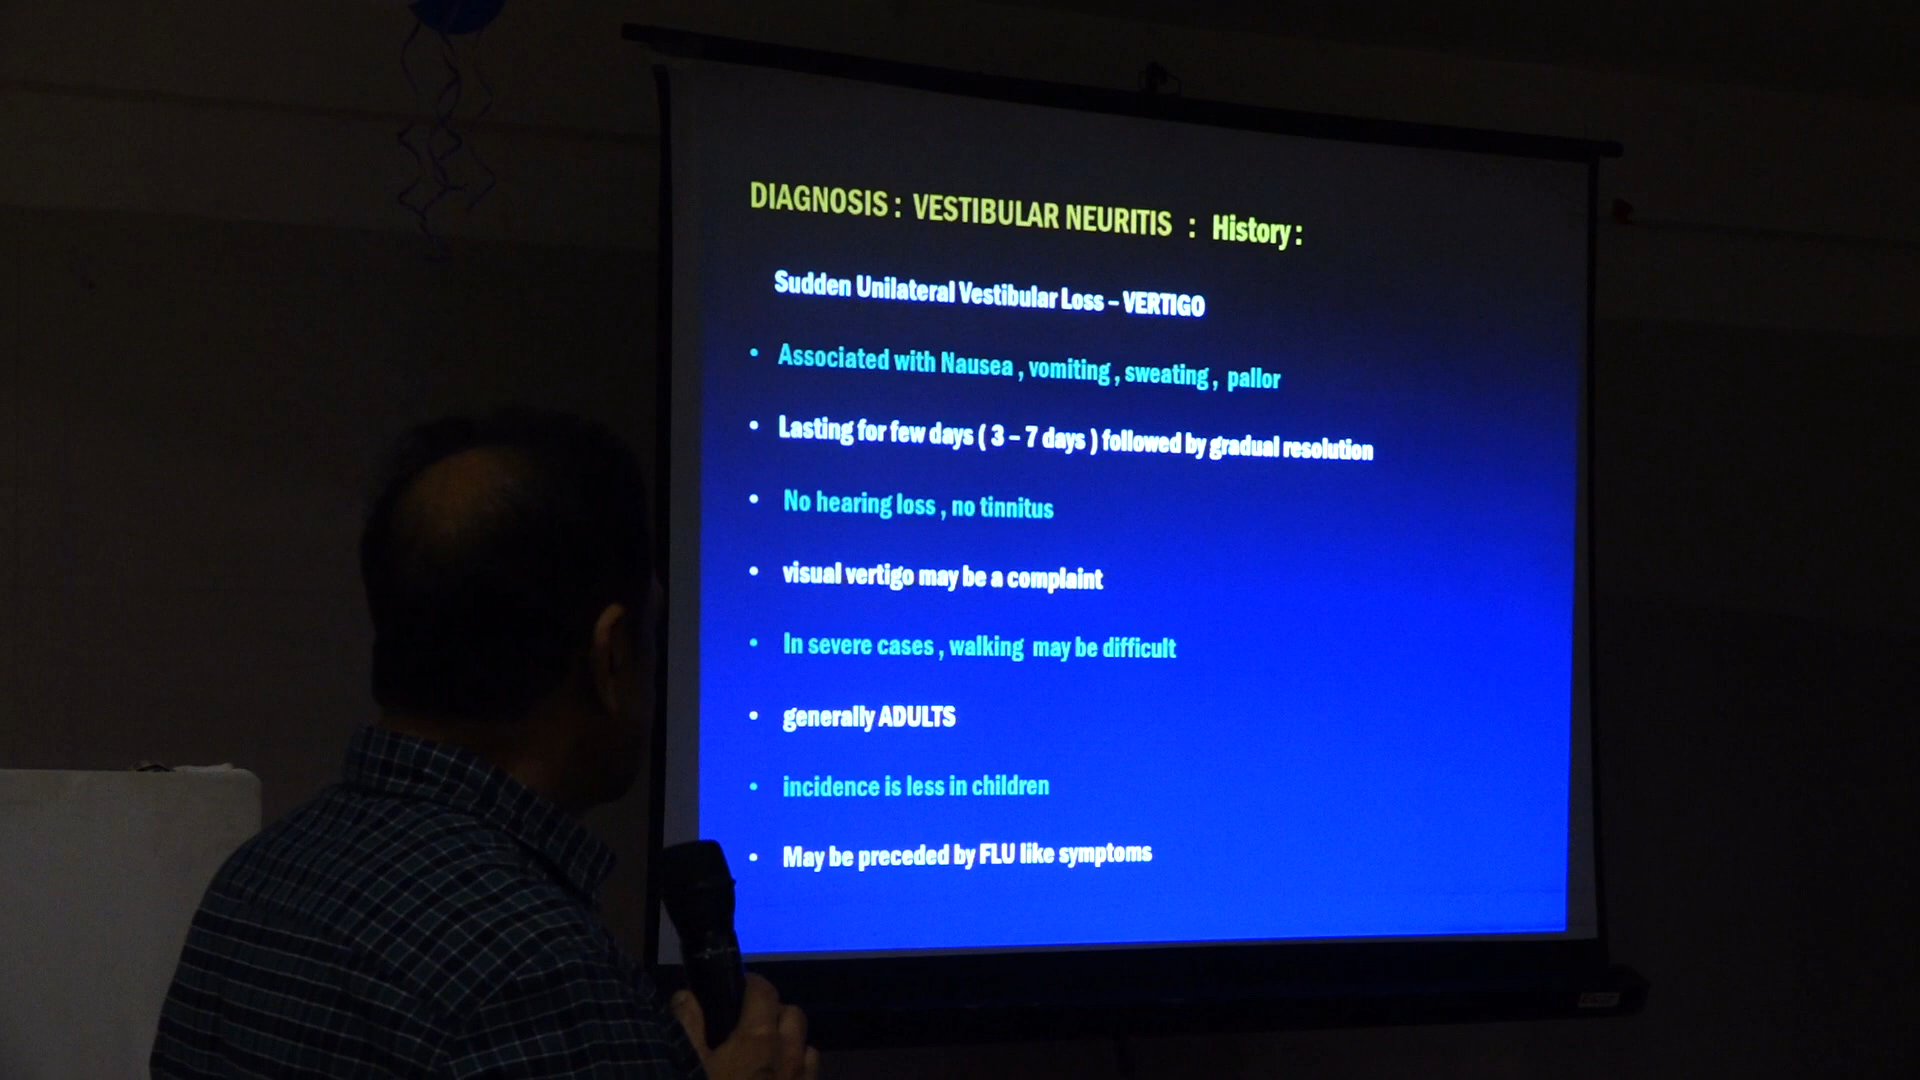 DIAGNOSIS : VESTIBULAR NEURITIS : History :
Sudden Unilateral Vestibular Loss – VERTIGO
• Associated with Nausea , vomiting , sweating , pallor
• Lasting for few days ( 3 – 7 days ) followed by gradual resolution
• No hearing loss , no tinnitus
• visual vertigo may be a complaint
• In severe cases , walking may be difficult
• generally ADULTS
• incidence is less in children
• May be preceded by FLU like symptoms